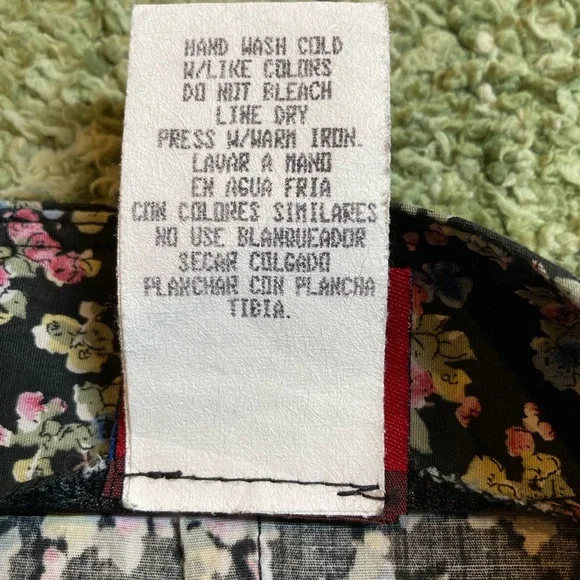 HAND WASH COLD
W/LIKE COLORS
DO NOT BLEACH
LINE DRY
PRESS W/WARM IRON.
LAVAR A MANO
EN AGUA FRIA
CON COLORES SIMILARES
NO USE BLANQUEADOR
SECAR COLGADO
PLANCHAR CON PLANCHA
TIBIA.